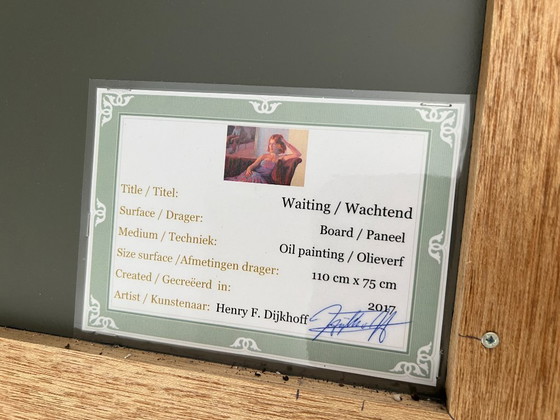 Title / Titel: Waiting / Wachtend
Surface / Drager: Board / Paneel
Medium / Techniek: Oil painting / Olieverf
Size surface /Afmetingen drager: 110 cm x 75 cm
Created / Gecreëerd in: 2017
Artist / Kunstenaar: Henry F. Dijkhoff